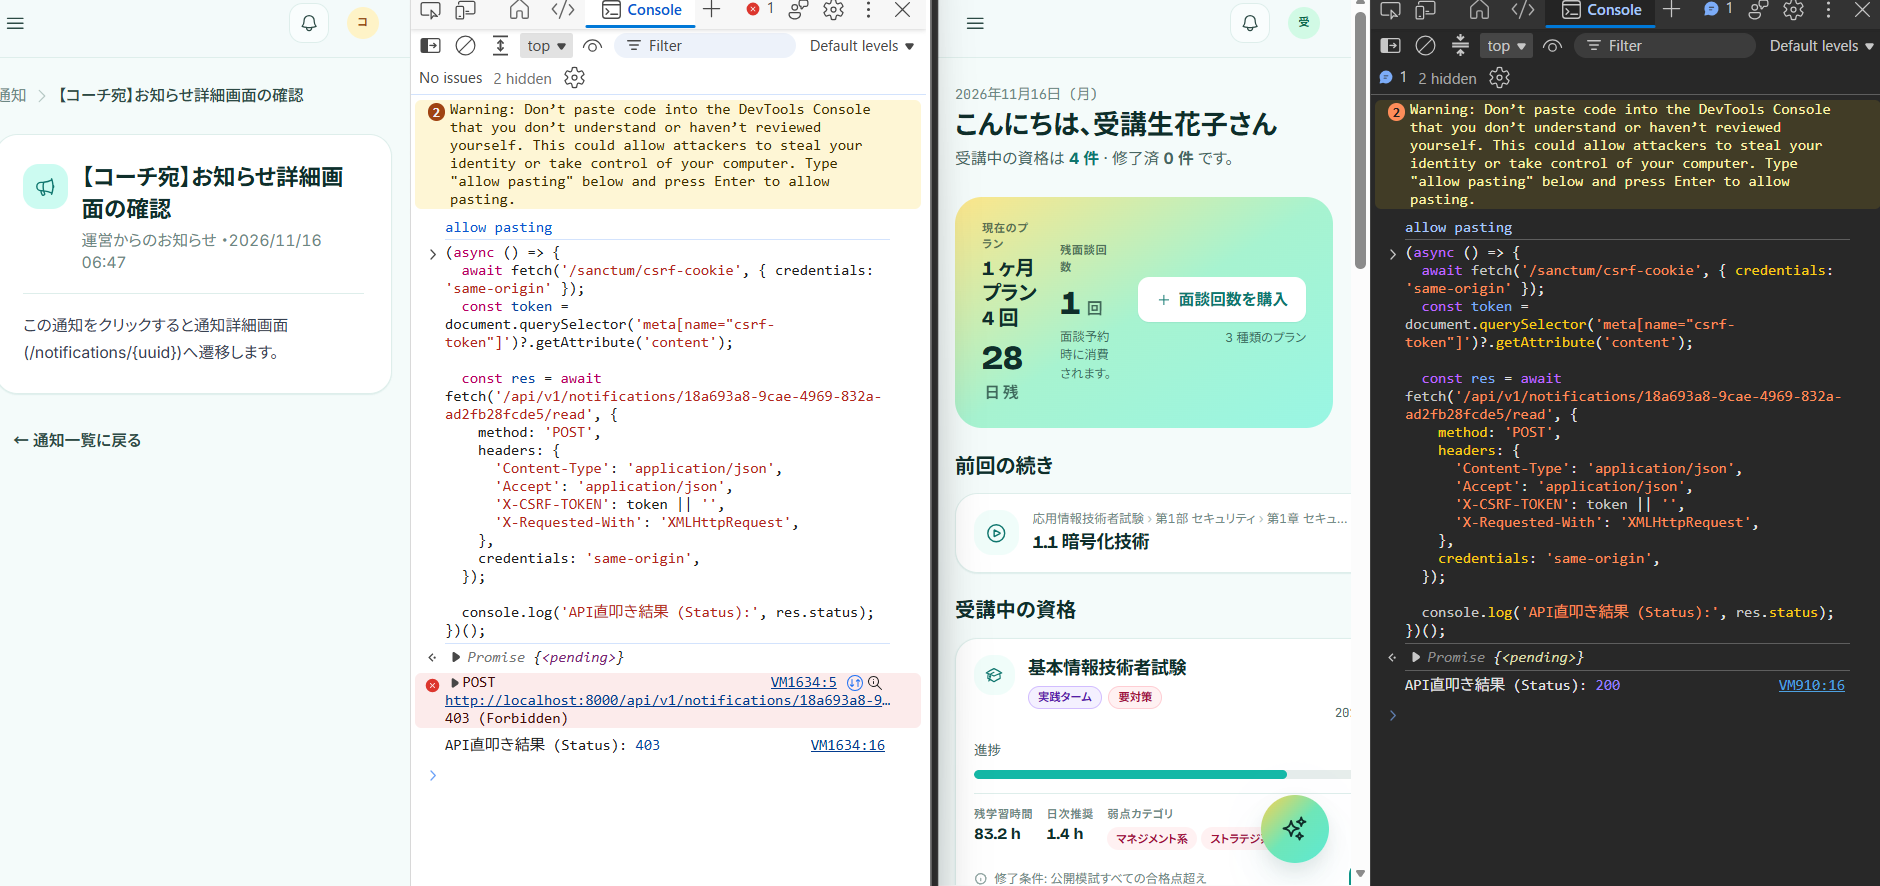 コ
通知 > 【コーチ宛】お知らせ詳細画面の確認
【コーチ宛】お知らせ詳細画
面の確認
運営からのお知らせ •2026/11/16
06:47
この通知をクリックすると通知詳細画面
(/notifications/{uuid})へ遷移します。
← 通知一覧に戻る
Console
1
top
Filter
Default levels
No issues
2 hidden
2
Warning: Don’t paste code into the DevTools Console
that you don’t understand or haven’t reviewed
yourself. This could allow attackers to steal your
identity or take control of your computer. Type
"allow pasting" below and press Enter to allow
pasting.
allow pasting
(async () => {
await fetch('/sanctum/csrf-cookie', { credentials:
'same-origin' });
const token =
document.querySelector('meta[name="csrf-
token"]')?.getAttribute('content');
const res = await
fetch('/api/v1/notifications/18a693a8-9cae-4969-832a-
ad2fb28fcde5/read', {
method: 'POST',
headers: {
'Content-Type': 'application/json',
'Accept': 'application/json',
'X-CSRF-TOKEN': token || '',
'X-Requested-With': 'XMLHttpRequest',
},
credentials: 'same-origin',
});
console.log('API直叩き結果 (Status):', res.status);
})();
Promise {<pending>}
POST VM1634:5
http://localhost:8000/api/v1/notifications/18a693a8-9…
403 (Forbidden)
API直叩き結果 (Status): 403 VM1634:16
受
2026年11月16日（月）
こんにちは、受講生花子さん
受講中の資格は 4 件 · 修了済 0 件 です。
現在のプ
ラン
1 ヶ月
プラン
4 回
28
日 残
残面談回
数
1 回
面談予約
時に消費
されます。
+ 面談回数を購入
3 種類のプラン
前回の続き
応用情報技術者試験 › 第1部 セキュリティ › 第1章 セキュ...
1.1 暗号化技術
受講中の資格
基本情報技術者試験
実践ターム
要対策
20
進捗
残学習時間
83.2 h
日次推奨
1.4 h
弱点カテゴリ
マネジメント系
ストラテジ
修了条件: 公開模試すべての合格点超え
Console
1
top
Filter
Default levels
1
2 hidden
2
Warning: Don’t paste code into the DevTools Console
that you don’t understand or haven’t reviewed
yourself. This could allow attackers to steal your
identity or take control of your computer. Type
"allow pasting" below and press Enter to allow
pasting.
allow pasting
(async () => {
await fetch('/sanctum/csrf-cookie', { credentials:
'same-origin' });
const token =
document.querySelector('meta[name="csrf-
token"]')?.getAttribute('content');
const res = await
fetch('/api/v1/notifications/18a693a8-9cae-4969-832a-
ad2fb28fcde5/read', {
method: 'POST',
headers: {
'Content-Type': 'application/json',
'Accept': 'application/json',
'X-CSRF-TOKEN': token || '',
'X-Requested-With': 'XMLHttpRequest',
},
credentials: 'same-origin',
});
console.log('API直叩き結果 (Status):', res.status);
})();
Promise {<pending>}
API直叩き結果 (Status): 200 VM910:16